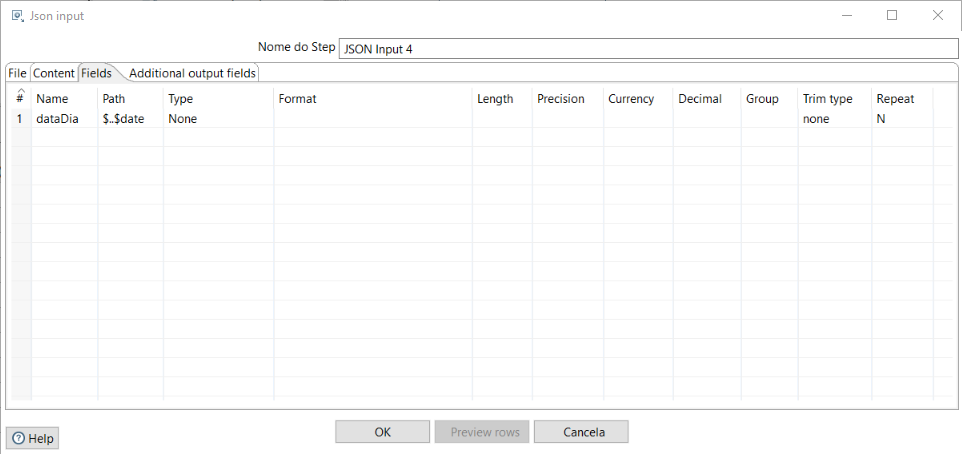 Json input
Nome do Step JSON Input 4
File Content Fields Additional output fields
# Name Path Type Format Length Precision Currency Decimal Group Trim type Repeat
1 dataDia $..$date None none N
Help OK Preview rows Cancela